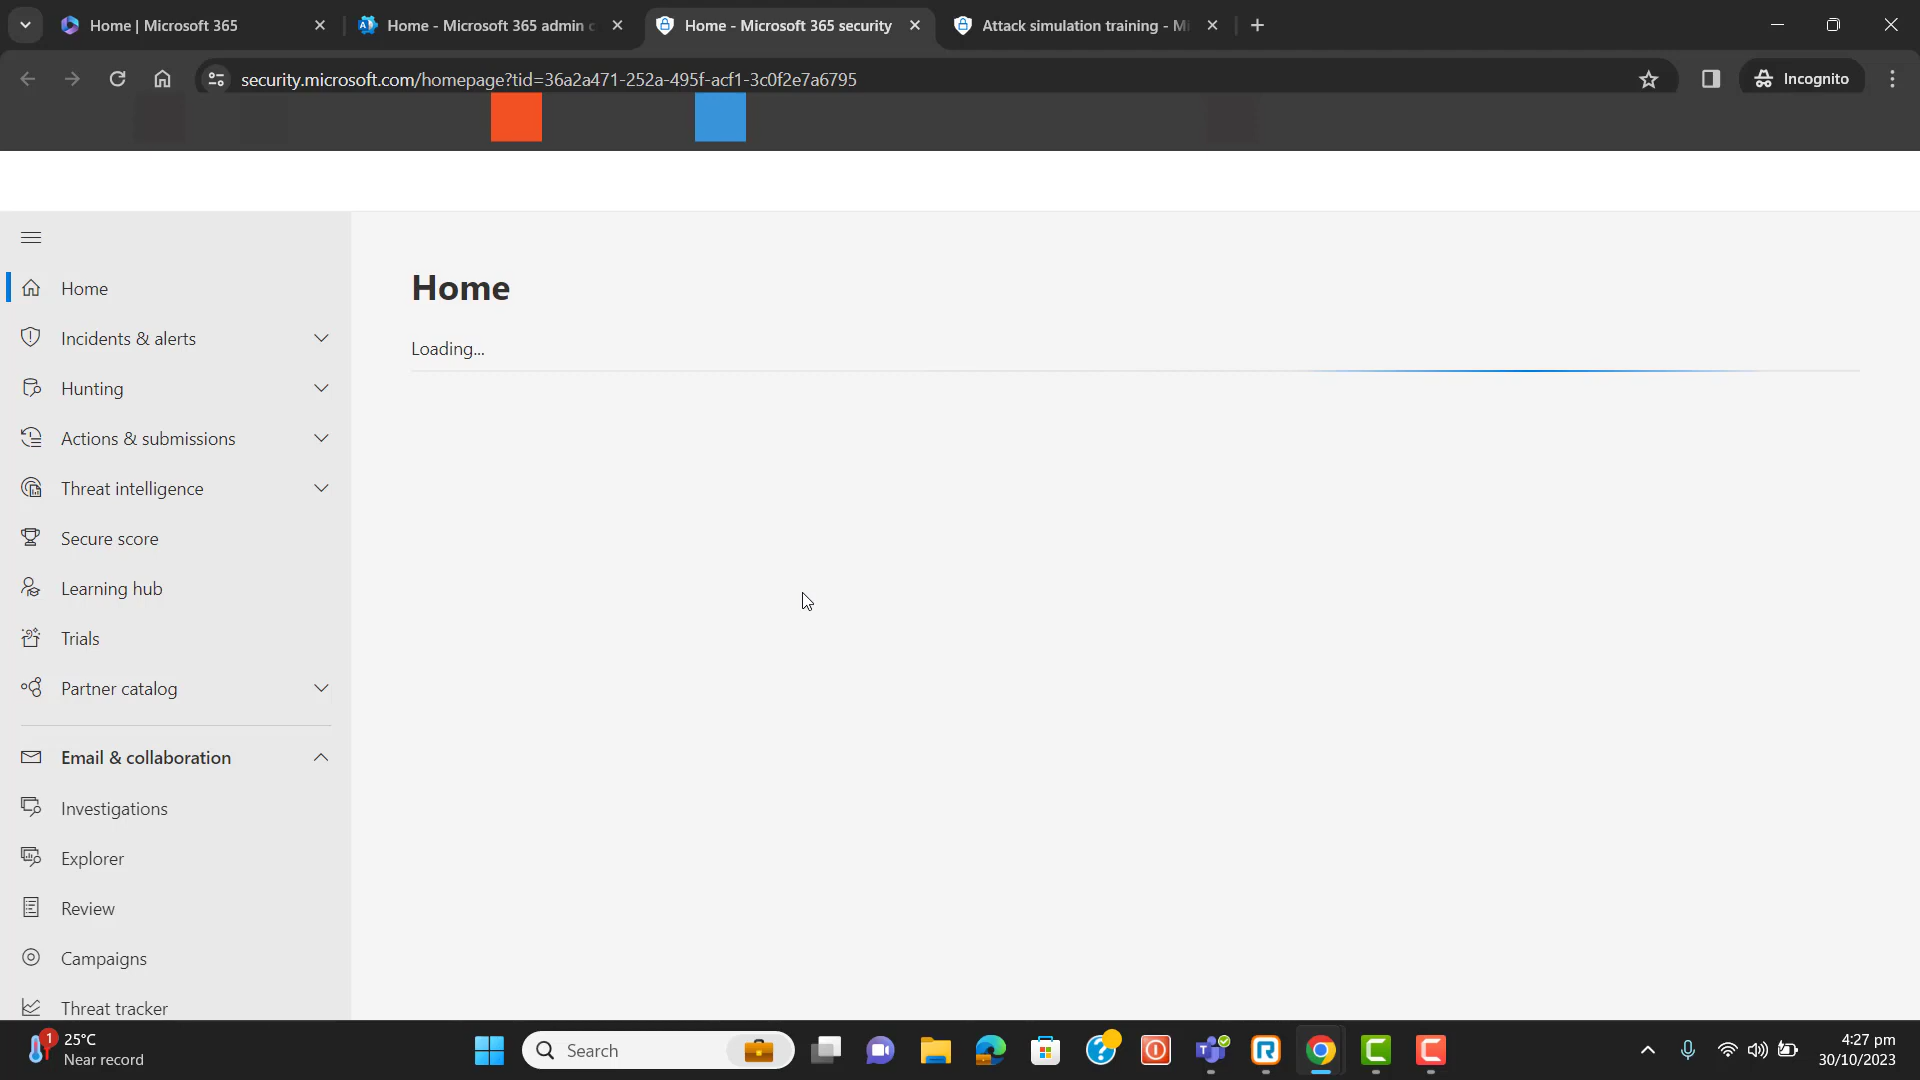 Home | Microsoft 365
Home - Microsoft 365 admin c
Home - Microsoft 365 security
Attack simulation training - Mi
security.microsoft.com/homepage?tid=36a2a471-252a-495f-acf1-3c0f2e7a6795
Incognito
Home
Incidents & alerts
Hunting
Actions & submissions
Threat intelligence
Secure score
Learning hub
Trials
Partner catalog
Email & collaboration
Investigations
Explorer
Review
Campaigns
Threat tracker
Home
Loading...
1
25°C
Near record
Search
4:27 pm
30/10/2023